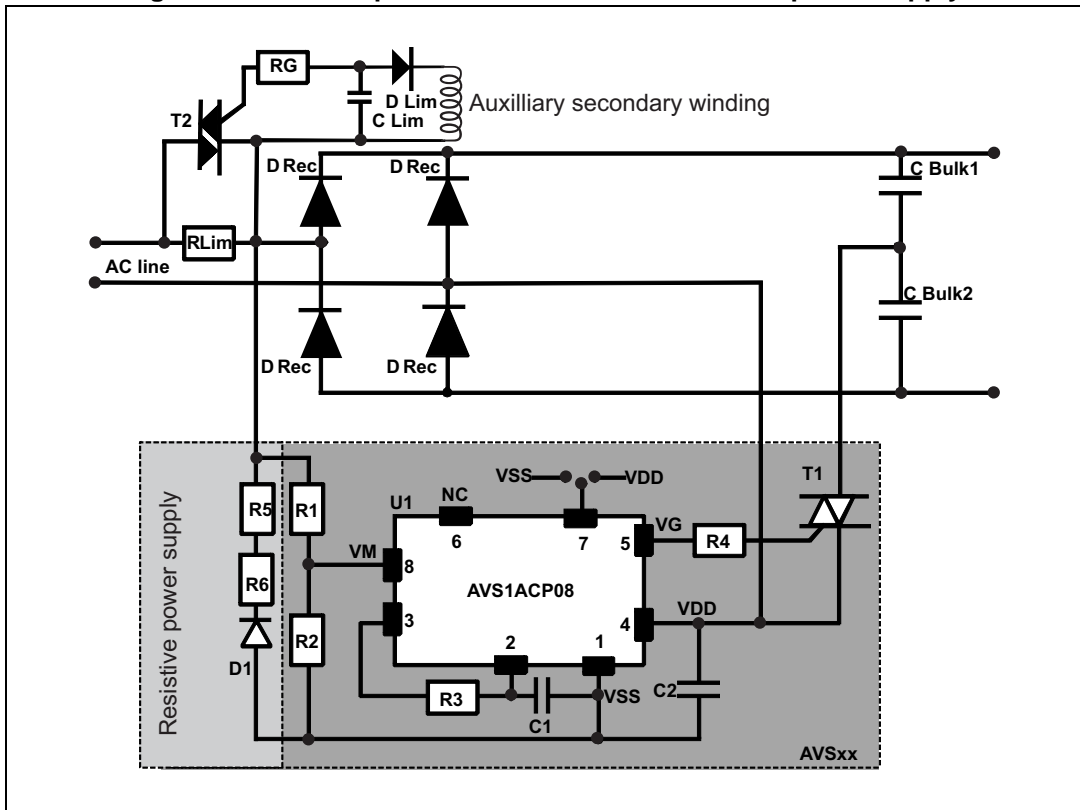 RG
D Lim
C Lim
Auxilliary secondary winding
T2
D Rec
D Rec
C Bulk1
RLim
AC line
C Bulk2
D Rec
D Rec
Resistive power supply
T1
VSS
VDD
U1
NC
R5
R1
6
7
5
VG
R4
VM
8
R6
AVS1ACP08
3
4
VDD
R2
2
1
D1
R3
C1
VSS
C2
AVSxx